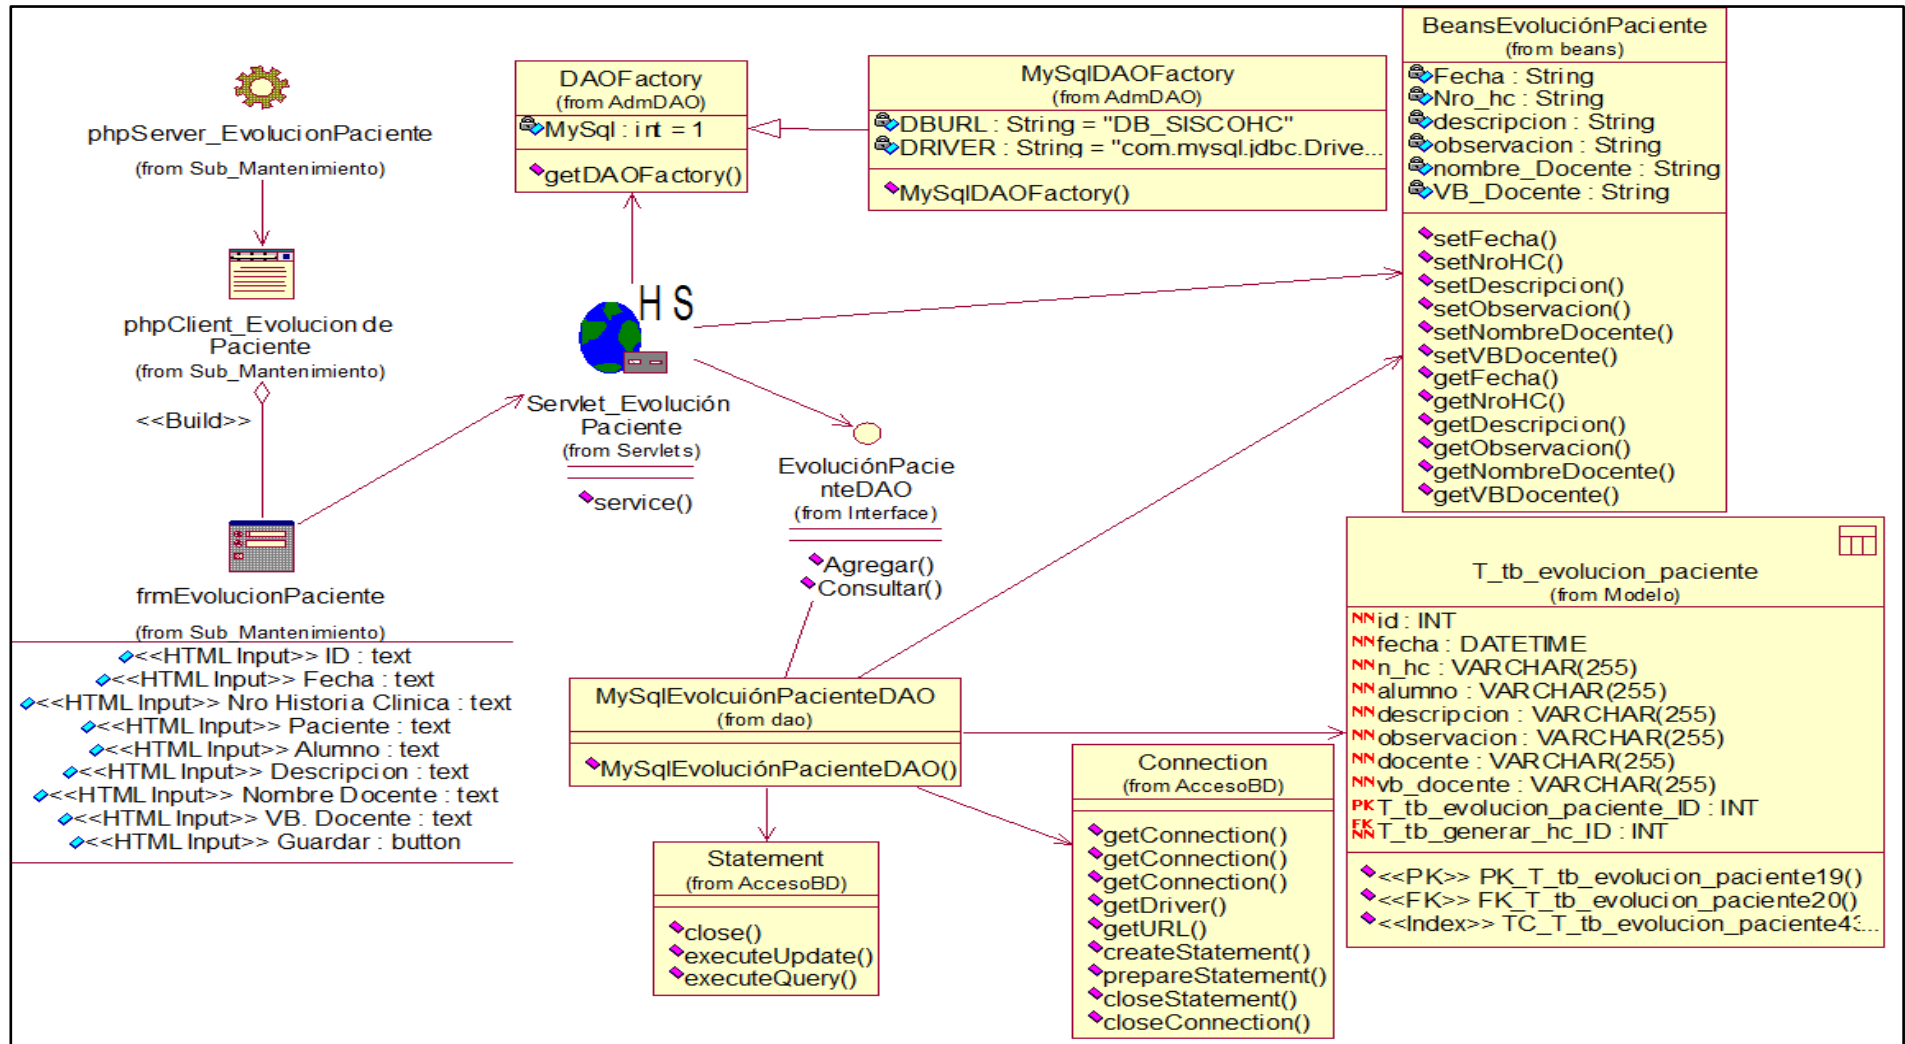 phpServer_EvolucionPaciente
(from Sub_Mantenimiento)
phpClient_Evolucion de
Paciente
(from Sub_Mantenimiento)
<<Build>>
frmEvolucionPaciente
(from Sub_Mantenimiento)
<<HTML Input>> ID : text
<<HTML Input>> Fecha : text
<<HTML Input>> Nro Historia Clinica : text
<<HTML Input>> Paciente : text
<<HTML Input>> Alumno : text
<<HTML Input>> Descripcion : text
<<HTML Input>> Nombre Docente : text
<<HTML Input>> VB. Docente : text
<<HTML Input>> Guardar : button
DAOFactory
(from AdmDAO)
MySql : int = 1
getDAOFactory()
MySqlDAOFactory
(from AdmDAO)
DBURL : String = "DB_SISCOHC"
DRIVER : String = "com.mysql.jdbc.Drive...
MySqlDAOFactory()
H S
Servlet_Evolución
Paciente
(from Servlets)
service()
EvoluciónPacie
nteDAO
(from Interface)
Agregar()
Consultar()
MySqlEvolcuiónPacienteDAO
(from dao)
MySqlEvoluciónPacienteDAO()
Statement
(from AccesoBD)
close()
executeUpdate()
executeQuery()
Connection
(from AccesoBD)
getConnection()
getConnection()
getConnection()
getDriver()
getURL()
createStatement()
prepareStatement()
closeStatement()
closeConnection()
BeansEvoluciónPaciente
(from beans)
Fecha : String
Nro_hc : String
descripcion : String
observacion : String
nombre_Docente : String
VB_Docente : String
setFecha()
setNroHC()
setDescripcion()
setObservacion()
setNombreDocente()
setVBDocente()
getFecha()
getNroHC()
getDescripcion()
getObservacion()
getNombreDocente()
getVBDocente()
T_tb_evolucion_paciente
(from Modelo)
NN id : INT
NN fecha : DATETIME
NN n_hc : VARCHAR(255)
NN alumno : VARCHAR(255)
NN descripcion : VARCHAR(255)
NN observacion : VARCHAR(255)
NN docente : VARCHAR(255)
NN vb_docente : VARCHAR(255)
PK T_tb_evolucion_paciente_ID : INT
FK NN T_tb_generar_hc_ID : INT
<<PK>> PK_T_tb_evolucion_paciente19()
<<FK>> FK_T_tb_evolucion_paciente20()
<<Index>> TC_T_tb_evolucion_paciente43...